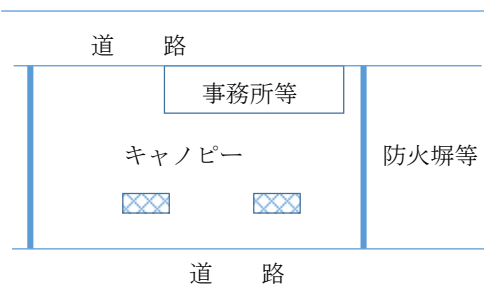 道　路
事務所等
キャノピー
防火塀等
道　路